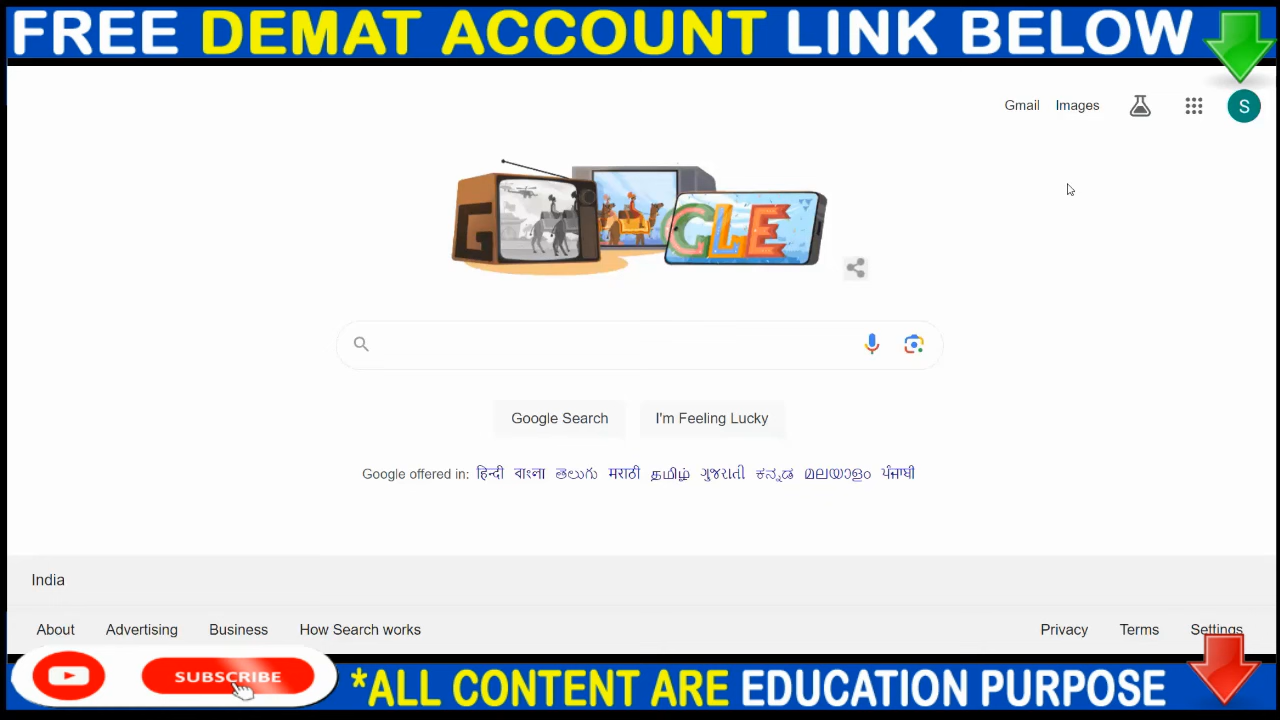 FREE DEMAT ACCOUNT LINK BELOW
Gmail Images S
G GLE
Google Search I'm Feeling Lucky
Google offered in: हिन्दी বাংলা తెలుగు मराठी தமிழ் ગુજરાતી ಕನ್ನಡ മലയാളം ਪੰਜਾਬੀ
India
About Advertising Business How Search works Privacy Terms Settings
SUBSCRIBE
*ALL CONTENT ARE EDUCATION PURPOSE